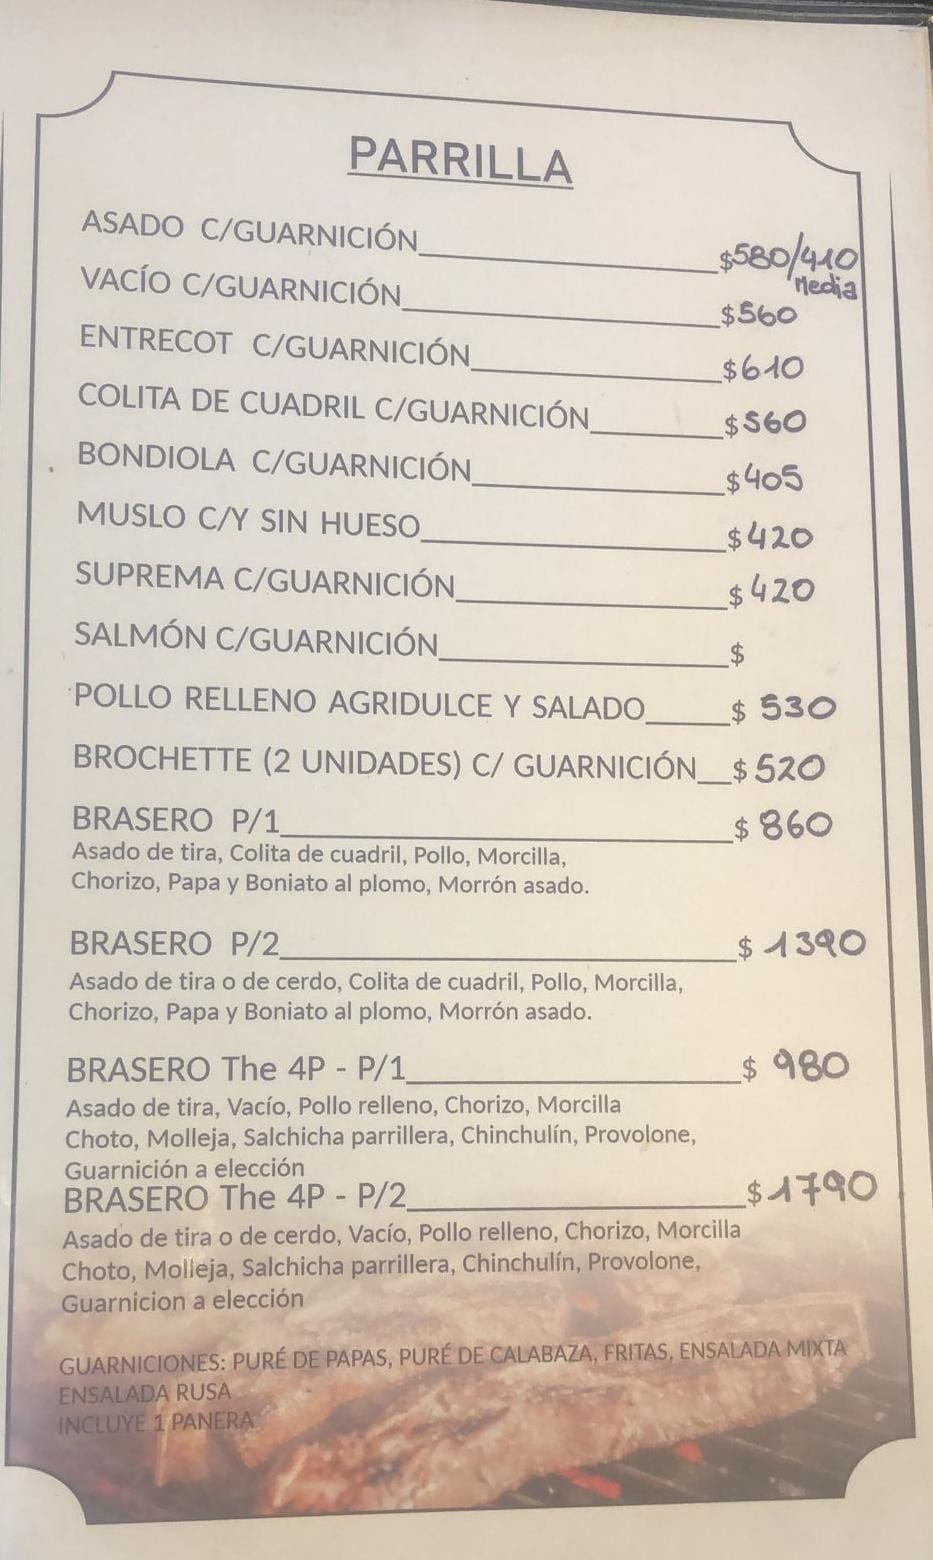 PARRILLA
ASADO C/GUARNICIÓN $580/410
Media
VACÍO C/GUARNICIÓN $560
ENTRECOT C/GUARNICIÓN $610
COLITA DE CUADRIL C/GUARNICIÓN $560
BONDIOLA C/GUARNICIÓN $405
MUSLO C/Y SIN HUESO $420
SUPREMA C/GUARNICIÓN $420
SALMÓN C/GUARNICIÓN $
POLLO RELLENO AGRIDULCE Y SALADO $ 530
BROCHETTE (2 UNIDADES) C/ GUARNICIÓN $520
BRASERO P/1 $ 860
Asado de tira, Colita de cuadril, Pollo, Morcilla,
Chorizo, Papa y Boniato al plomo, Morrón asado.
BRASERO P/2 $ 1390
Asado de tira o de cerdo, Colita de cuadril, Pollo, Morcilla,
Chorizo, Papa y Boniato al plomo, Morrón asado.
BRASERO The 4P - P/1 $ 980
Asado de tira, Vacío, Pollo relleno, Chorizo, Morcilla
Choto, Molleja, Salchicha parrillera, Chinchulín, Provolone,
Guarnición a elección
BRASERO The 4P - P/2 $1790
Asado de tira o de cerdo, Vacío, Pollo relleno, Chorizo, Morcilla
Choto, Molleja, Salchicha parrillera, Chinchulín, Provolone,
Guarnicion a elección
GUARNICIONES: PURÉ DE PAPAS, PURÉ DE CALABAZA, FRITAS, ENSALADA MIXTA
ENSALADA RUSA
INCLUYE 1 PANERA